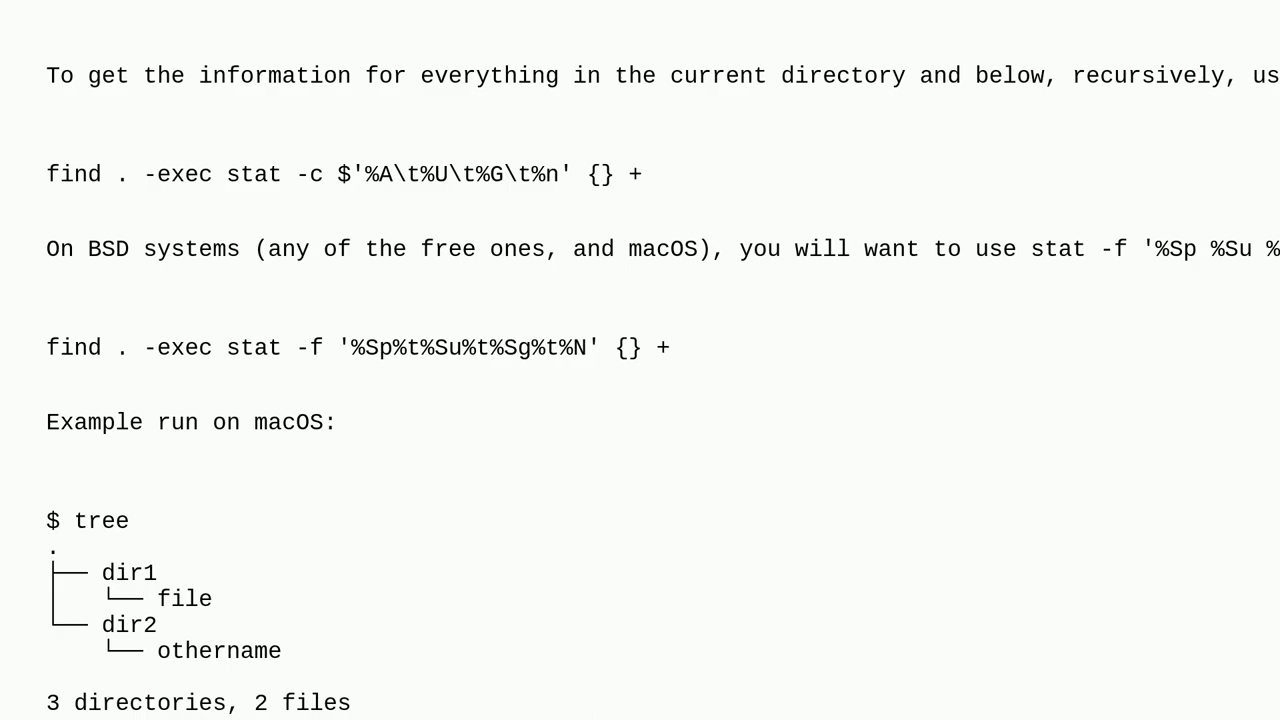 To get the information for everything in the current directory and below, recursively, us
find . -exec stat -c $'%A\t%U\t%G\t%n' {} +
On BSD systems (any of the free ones, and macOS), you will want to use stat -f '%Sp %Su %
find . -exec stat -f '%Sp%t%Su%t%Sg%t%N' {} +
Example run on macOS:
$ tree
.
├── dir1
│   └── file
└── dir2
    └── othername
3 directories, 2 files